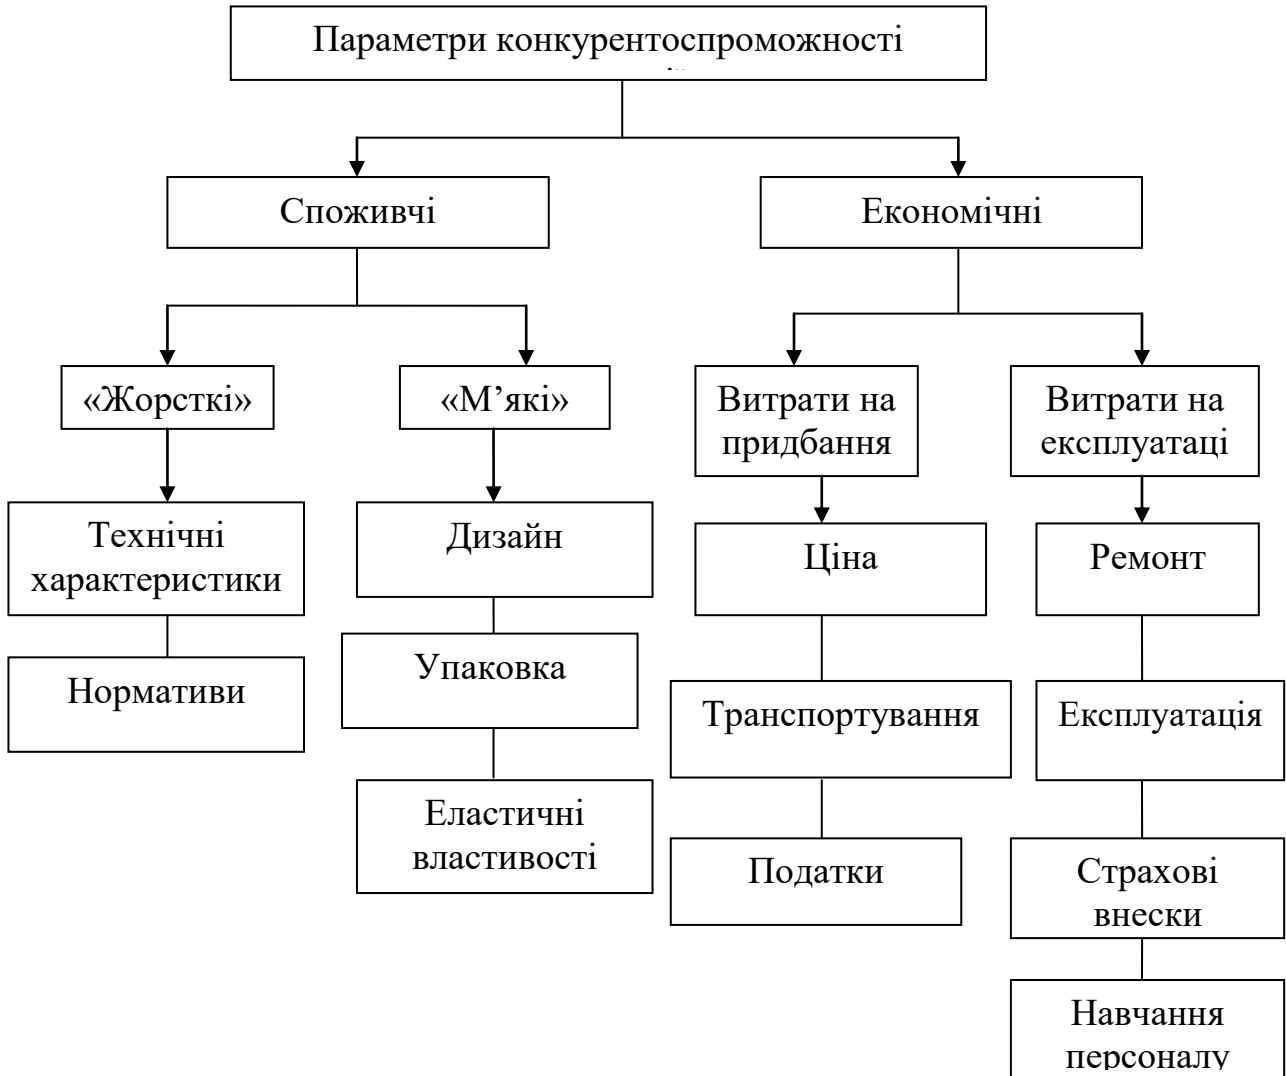 Параметри конкурентоспроможності
Споживчі
Економічні
«Жорсткі»
«М’які»
Витрати на
придбання
Витрати на
експлуатаці
Технічні
характеристики
Дизайн
Ціна
Ремонт
Нормативи
Упаковка
Транспортування
Експлуатація
Еластичні
властивості
Податки
Страхові
внески
Навчання
персоналу